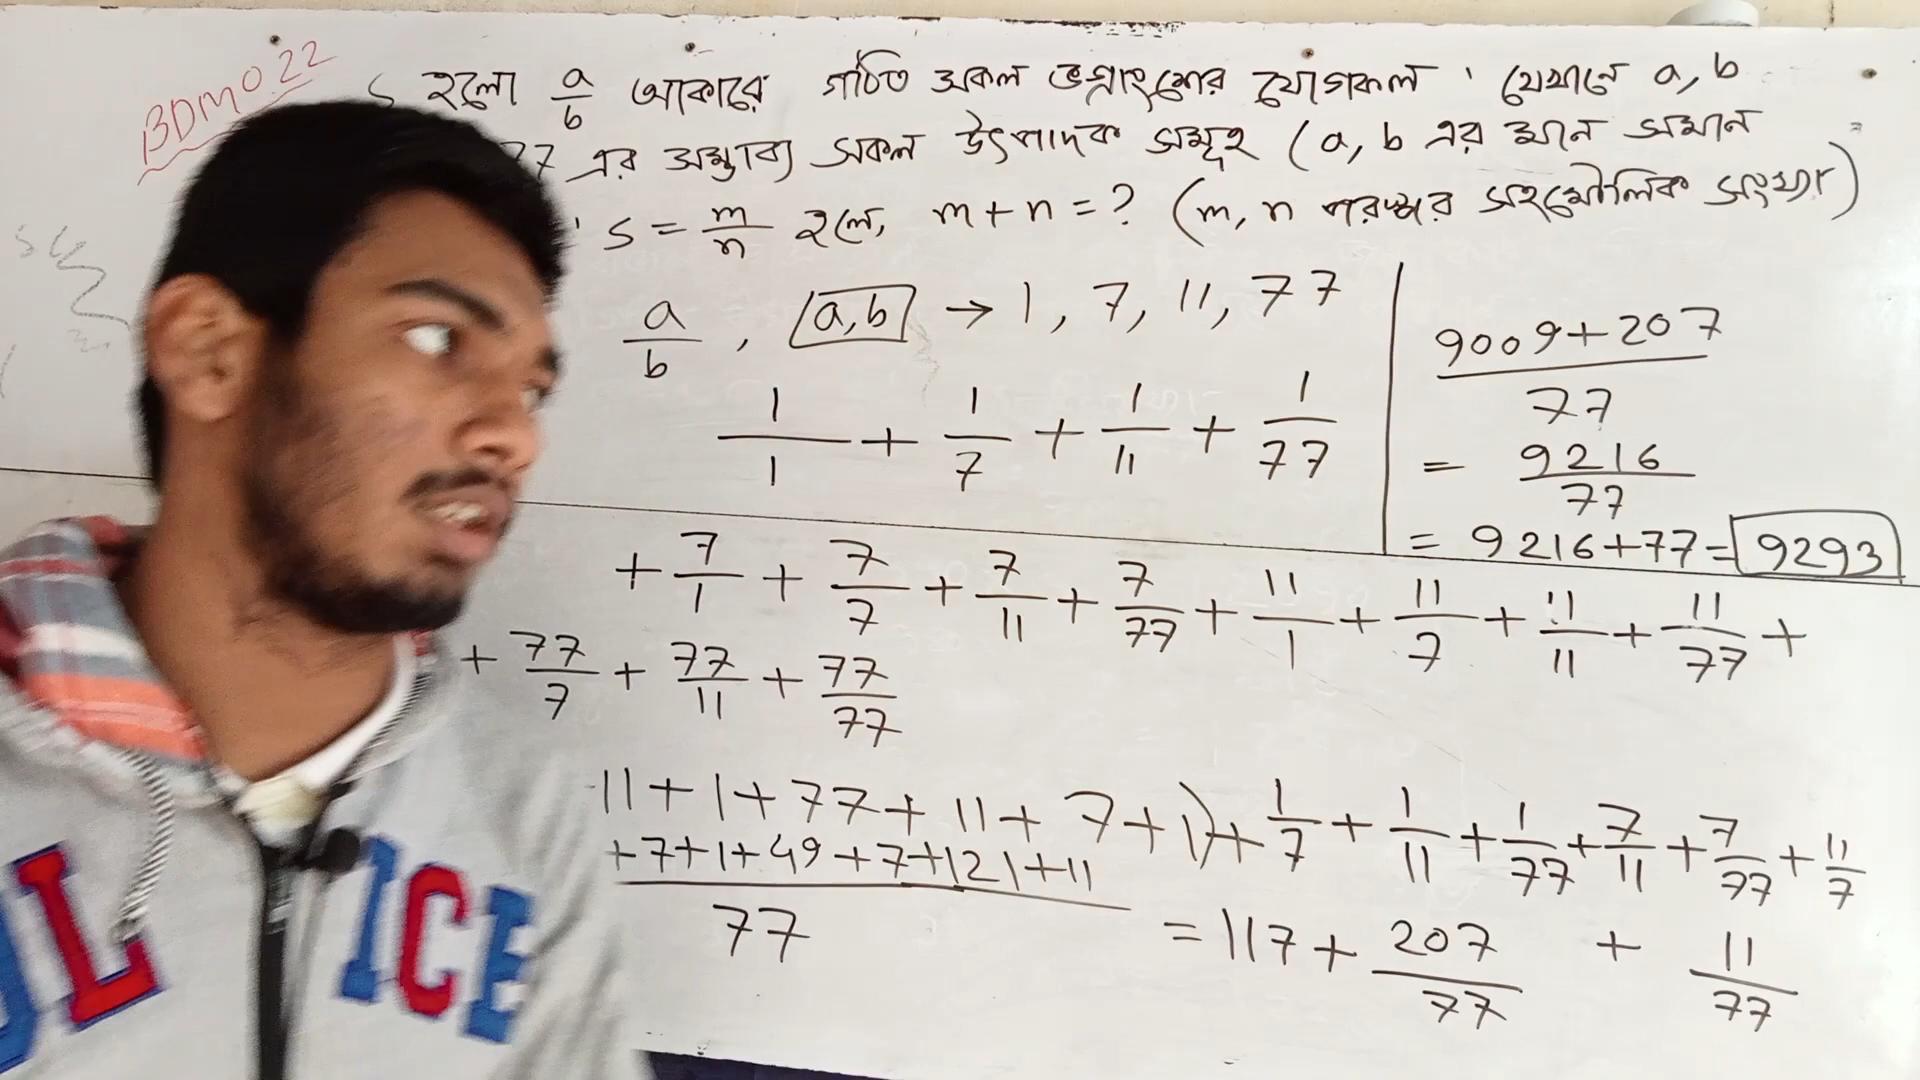 BDMO 22
S হলো a/b আকারে গঠিত সকল ভগ্নাংশের যোগফল । যেখানে a, b
77 এর সম্ভাব্য সকল উৎপাদক সমূহ (a, b এর মান সমান
। S = m/n হলে, m+n = ? (m, n পরস্পর সহমৌলিক সংখ্যা)
a/b , a,b → 1, 7, 11, 77
1/1 + 1/7 + 1/11 + 1/77
+ 7/1 + 7/7 + 7/11 + 7/77 + 11/1 + 11/7 + 11/11 + 11/77 +
+ 77/7 + 77/11 + 77/77
11+1+77+11+7+1)+ 1/7 + 1/11 + 1/77 + 7/11 + 7/77 + 11/7
+7+1+49+7+121+11
77
= 117 + 207/77 + 11/77
9009+207
77
= 9216/77
= 9216+77= 9293
OL ICE